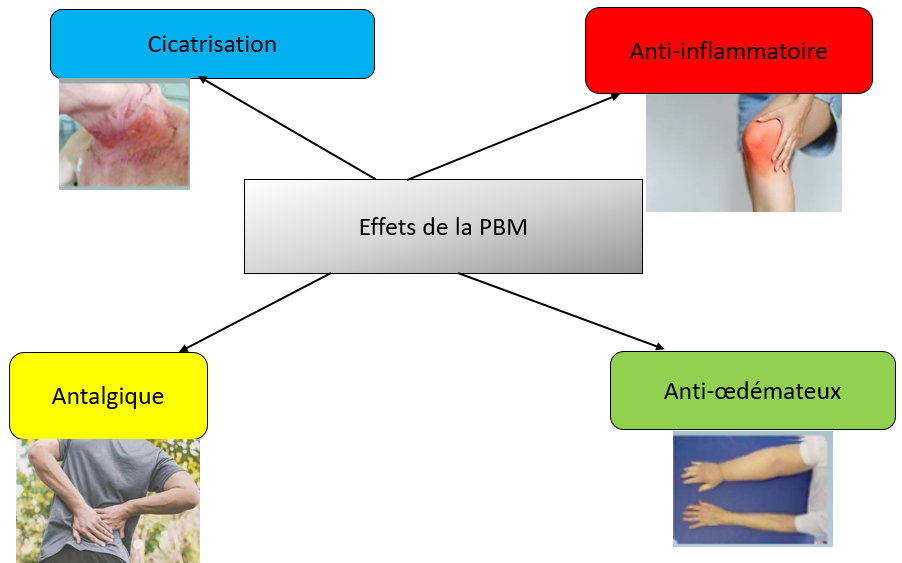 Cicatrisation
Anti-inflammatoire
Effets de la PBM
Antalgique
Anti-œdémateux